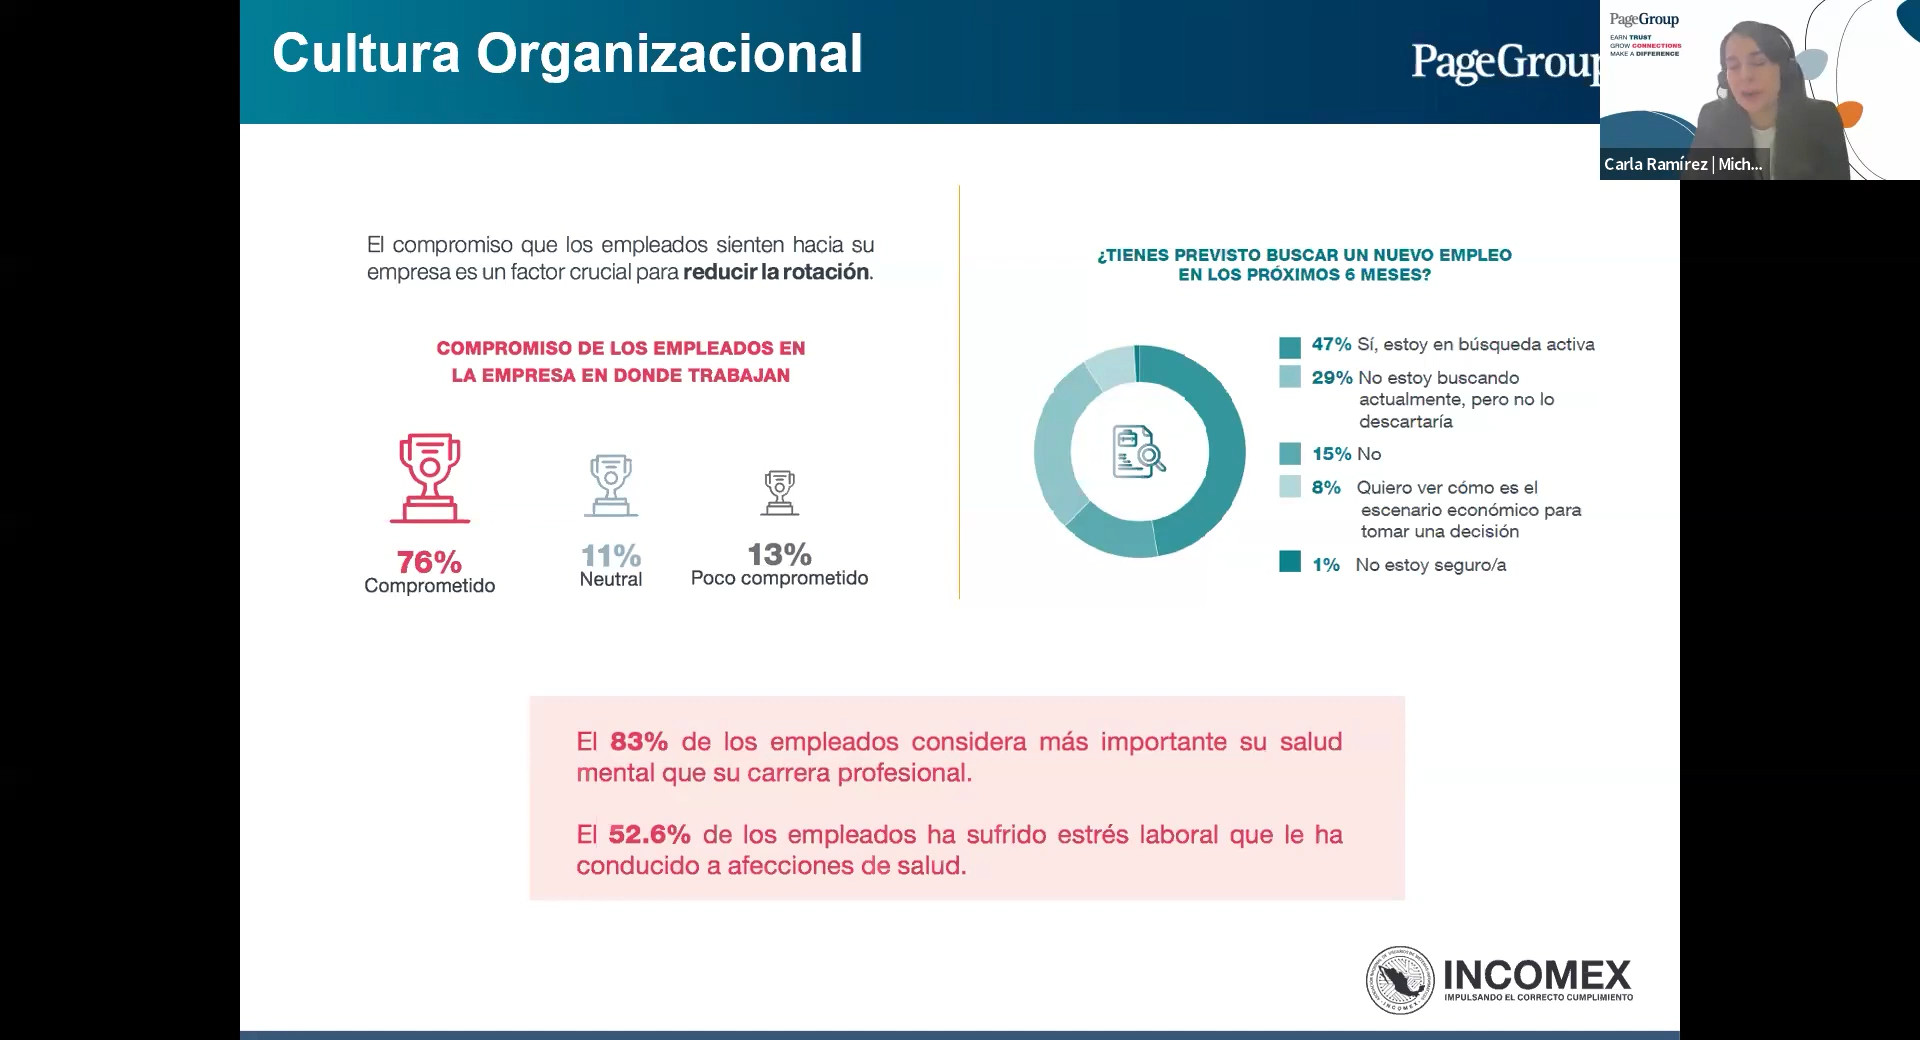 Cultura Organizacional
PageGroup
PageGroup
EARN TRUST
GROW CONNECTIONS
MAKE A DIFFERENCE
Carla Ramírez | Mich...
El compromiso que los empleados sienten hacia su
empresa es un factor crucial para reducir la rotación.
COMPROMISO DE LOS EMPLEADOS EN
LA EMPRESA EN DONDE TRABAJAN
76%
Comprometido
11%
Neutral
13%
Poco comprometido
¿TIENES PREVISTO BUSCAR UN NUEVO EMPLEO
EN LOS PRÓXIMOS 6 MESES?
47% Sí, estoy en búsqueda activa
29% No estoy buscando
actualmente, pero no lo
descartaría
15% No
8% Quiero ver cómo es el
escenario económico para
tomar una decisión
1% No estoy seguro/a
El 83% de los empleados considera más importante su salud
mental que su carrera profesional.
El 52.6% de los empleados ha sufrido estrés laboral que le ha
conducido a afecciones de salud.
INCOMEX
IMPULSANDO EL CORRECTO CUMPLIMIENTO